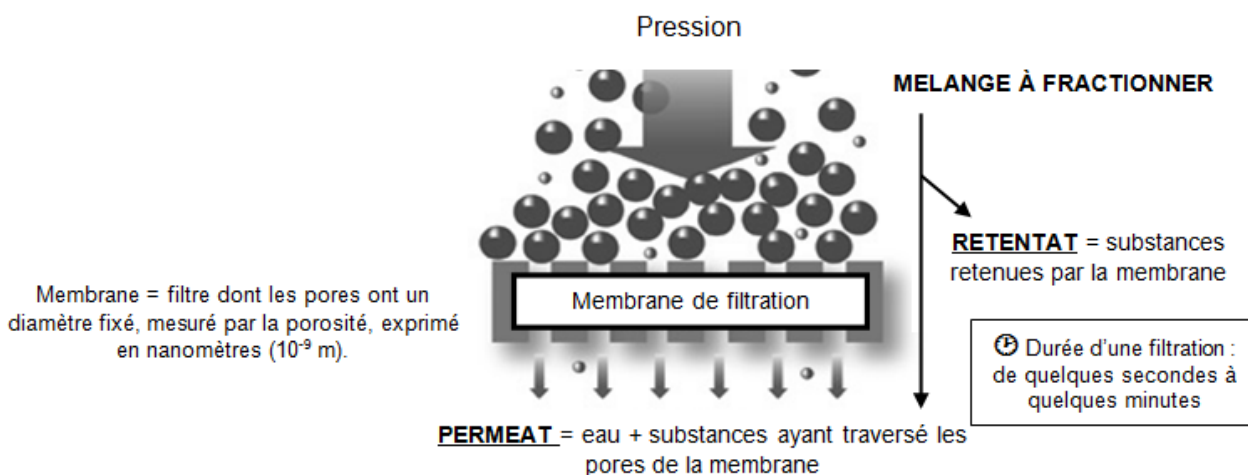 Pression
MELANGE À FRACTIONNER
RETENTAT = substances
retenues par la membrane
Membrane de filtration
Membrane = filtre dont les pores ont un
diamètre fixé, mesuré par la porosité, exprimé
en nanomètres (10⁻⁹ m).
Durée d'une filtration :
de quelques secondes à
quelques minutes
PERMEAT = eau + substances ayant traversé les
pores de la membrane